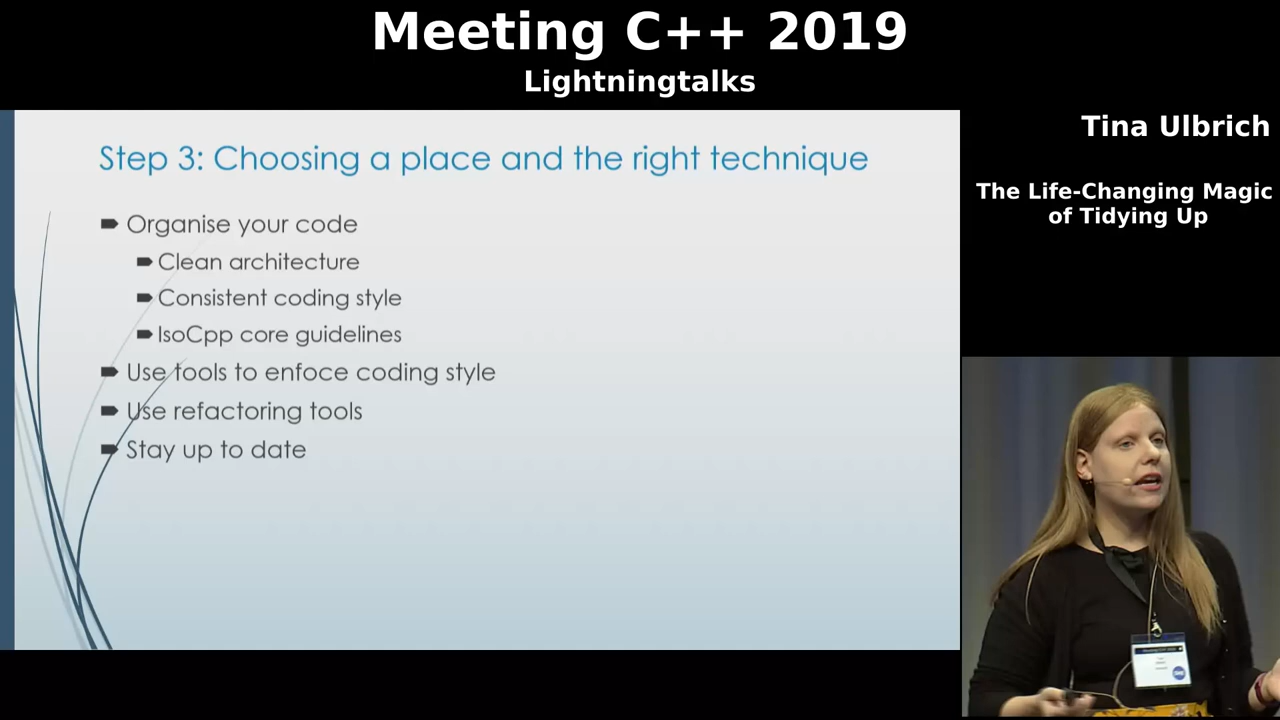 Meeting C++ 2019
Lightningtalks
Tina Ulbrich
The Life-Changing Magic
of Tidying Up
Step 3: Choosing a place and the right technique
Organise your code
Clean architecture
Consistent coding style
IsoCpp core guidelines
Use tools to enfoce coding style
Use refactoring tools
Stay up to date